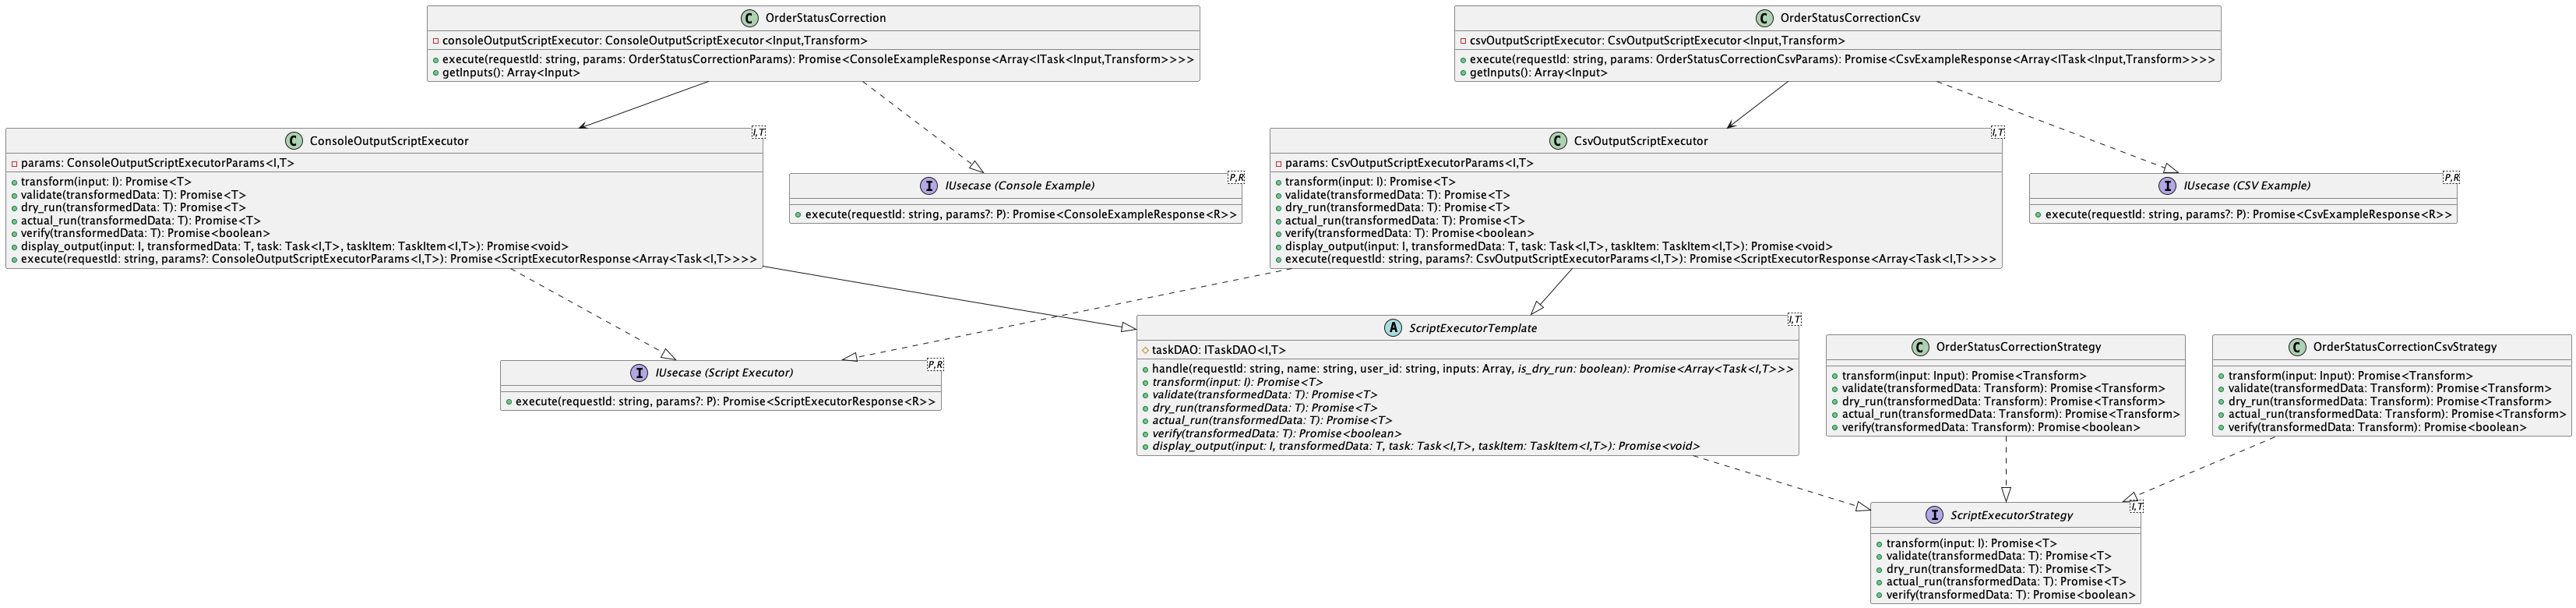 C OrderStatusCorrection
consoleOutputScriptExecutor: ConsoleOutputScriptExecutor<Input,Transform>
execute(requestId: string, params: OrderStatusCorrectionParams): Promise<ConsoleExampleResponse<Array<ITask<Input,Transform>>>>
getInputs(): Array<Input>
C OrderStatusCorrectionCsv
csvOutputScriptExecutor: CsvOutputScriptExecutor<Input,Transform>
execute(requestId: string, params: OrderStatusCorrectionCsvParams): Promise<CsvExampleResponse<Array<ITask<Input,Transform>>>>
getInputs(): Array<Input>
C ConsoleOutputScriptExecutor I,T
params: ConsoleOutputScriptExecutorParams<I,T>
transform(input: I): Promise<T>
validate(transformedData: T): Promise<T>
dry_run(transformedData: T): Promise<T>
actual_run(transformedData: T): Promise<T>
verify(transformedData: T): Promise<boolean>
display_output(input: I, transformedData: T, task: Task<I,T>, taskItem: TaskItem<I,T>): Promise<void>
execute(requestId: string, params?: ConsoleOutputScriptExecutorParams<I,T>): Promise<ScriptExecutorResponse<Array<Task<I,T>>>>
I IUsecase (Console Example) P,R
execute(requestId: string, params?: P): Promise<ConsoleExampleResponse<R>>
C CsvOutputScriptExecutor I,T
params: CsvOutputScriptExecutorParams<I,T>
transform(input: I): Promise<T>
validate(transformedData: T): Promise<T>
dry_run(transformedData: T): Promise<T>
actual_run(transformedData: T): Promise<T>
verify(transformedData: T): Promise<boolean>
display_output(input: I, transformedData: T, task: Task<I,T>, taskItem: TaskItem<I,T>): Promise<void>
execute(requestId: string, params?: CsvOutputScriptExecutorParams<I,T>): Promise<ScriptExecutorResponse<Array<Task<I,T>>>>
I IUsecase (CSV Example) P,R
execute(requestId: string, params?: P): Promise<CsvExampleResponse<R>>
I IUsecase (Script Executor) P,R
execute(requestId: string, params?: P): Promise<ScriptExecutorResponse<R>>
A ScriptExecutorTemplate I,T
taskDAO: ITaskDAO<I,T>
handle(requestId: string, name: string, user_id: string, inputs: Array, is_dry_run: boolean): Promise<Array<Task<I,T>>>
transform(input: I): Promise<T>
validate(transformedData: T): Promise<T>
dry_run(transformedData: T): Promise<T>
actual_run(transformedData: T): Promise<T>
verify(transformedData: T): Promise<boolean>
display_output(input: I, transformedData: T, task: Task<I,T>, taskItem: TaskItem<I,T>): Promise<void>
C OrderStatusCorrectionStrategy
transform(input: Input): Promise<Transform>
validate(transformedData: Transform): Promise<Transform>
dry_run(transformedData: Transform): Promise<Transform>
actual_run(transformedData: Transform): Promise<Transform>
verify(transformedData: Transform): Promise<boolean>
C OrderStatusCorrectionCsvStrategy
transform(input: Input): Promise<Transform>
validate(transformedData: Transform): Promise<Transform>
dry_run(transformedData: Transform): Promise<Transform>
actual_run(transformedData: Transform): Promise<Transform>
verify(transformedData: Transform): Promise<boolean>
I ScriptExecutorStrategy I,T
transform(input: I): Promise<T>
validate(transformedData: T): Promise<T>
dry_run(transformedData: T): Promise<T>
actual_run(transformedData: T): Promise<T>
verify(transformedData: T): Promise<boolean>